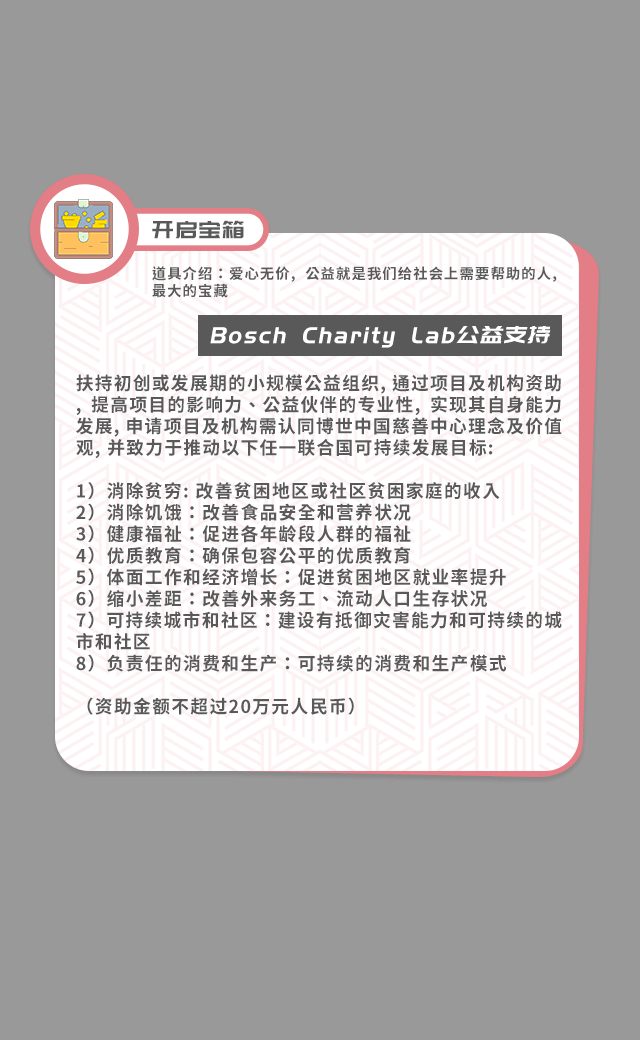 开启宝箱
道具介绍：爱心无价, 公益就是我们给社会上需要帮助的人,
最大的宝藏
Bosch Charity Lab公益支持
扶持初创或发展期的小规模公益组织, 通过项目及机构资助
, 提高项目的影响力、公益伙伴的专业性, 实现其自身能力
发展, 申请项目及机构需认同博世中国慈善中心理念及价值
观, 并致力于推动以下任一联合国可持续发展目标:
1）消除贫穷: 改善贫困地区或社区贫困家庭的收入
2）消除饥饿：改善食品安全和营养状况
3）健康福祉：促进各年龄段人群的福祉
4）优质教育：确保包容公平的优质教育
5）体面工作和经济增长：促进贫困地区就业率提升
6）缩小差距：改善外来务工、流动人口生存状况
7）可持续城市和社区：建设有抵御灾害能力和可持续的城
市和社区
8）负责任的消费和生产：可持续的消费和生产模式
（资助金额不超过20万元人民币）